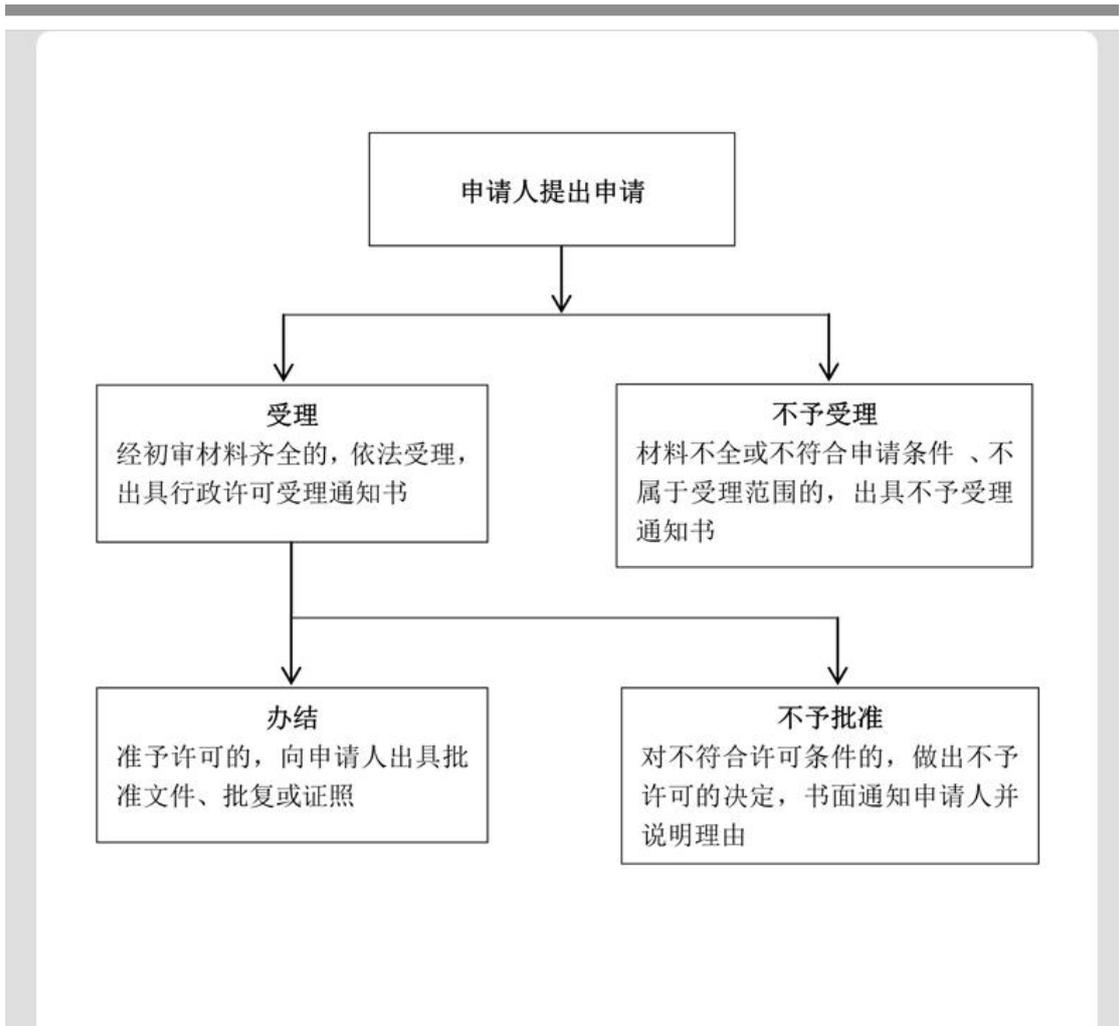 申请人提出申请
受理
经初审材料齐全的，依法受理，
出具行政许可受理通知书
不予受理
材料不全或不符合申请条件 、不
属于受理范围的，出具不予受理
通知书
办结
准予许可的，向申请人出具批
准文件、批复或证照
不予批准
对不符合许可条件的，做出不予
许可的决定，书面通知申请人并
说明理由